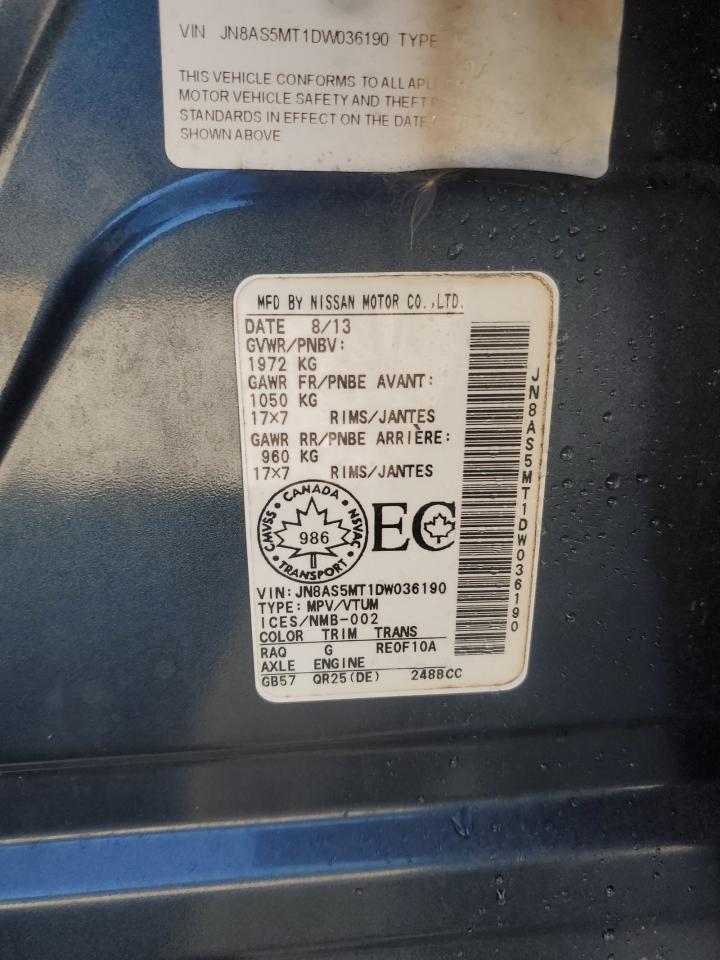 VIN JN8AS5MT1DW036190 TYPE
THIS VEHICLE CONFORMS TO ALL
MOTOR VEHICLE SAFETY AND THEFT
STANDARDS IN EFFECT ON THE DATE
SHOWN ABOVE
MFD BY NISSAN MOTOR CO.,LTD.
DATE 8/13
GVWR/PNBV:
1972 KG
GAWR FR/PNBE AVANT:
1050 KG
17×7 RIMS/JANTES
GAWR RR/PNBE ARRIÈRE:
960 KG
17×7 RIMS/JANTES
CANADA
CMVSS • NSVAC
986
TRANSPORT
EC
VIN:JN8AS5MT1DW036190
TYPE: MPV/VTUM
ICES/NMB-002
COLOR TRIM TRANS
RAQ G RE0F10A
AXLE ENGINE
GB57 QR25(DE) 2488CC
JN8AS5MT1DW036190